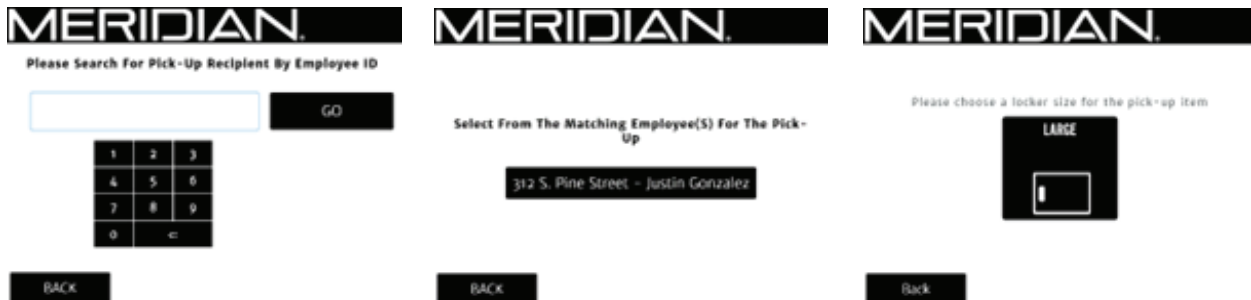 MERIDIAN®
Please Search For Pick-Up Recipient By Employee ID
GO
1 2 3
4 5 6
7 8 9
0
BACK
MERIDIAN®
Select From The Matching Employee(S) For The Pick-
Up
312 S. Pine Street - Justin Gonzalez
BACK
MERIDIAN®
Please choose a locker size for the pick-up item
LARGE
Back